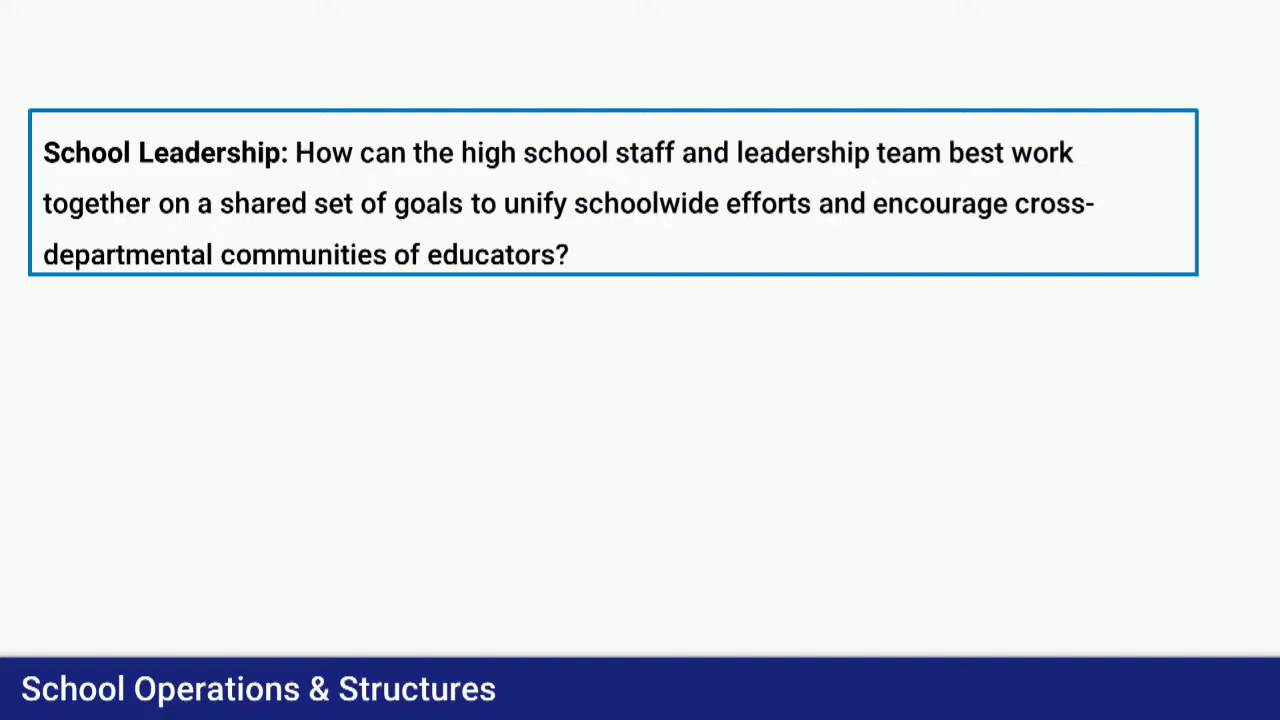 School Leadership: How can the high school staff and leadership team best work
together on a shared set of goals to unify schoolwide efforts and encourage cross-
departmental communities of educators?
School Operations & Structures